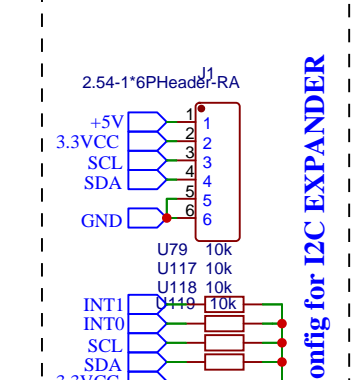 J1
2.54-1*6PHeader-RA
+5V 1 1
3.3VCC 2 2
SCL 3 3
SDA 4 4
5 5
GND 6 6
U79 10k
U117 10k
U118 10k
U119 10k
INT1
INT0
SCL
SDA
3.3VCC
onfig for I2C EXPANDER